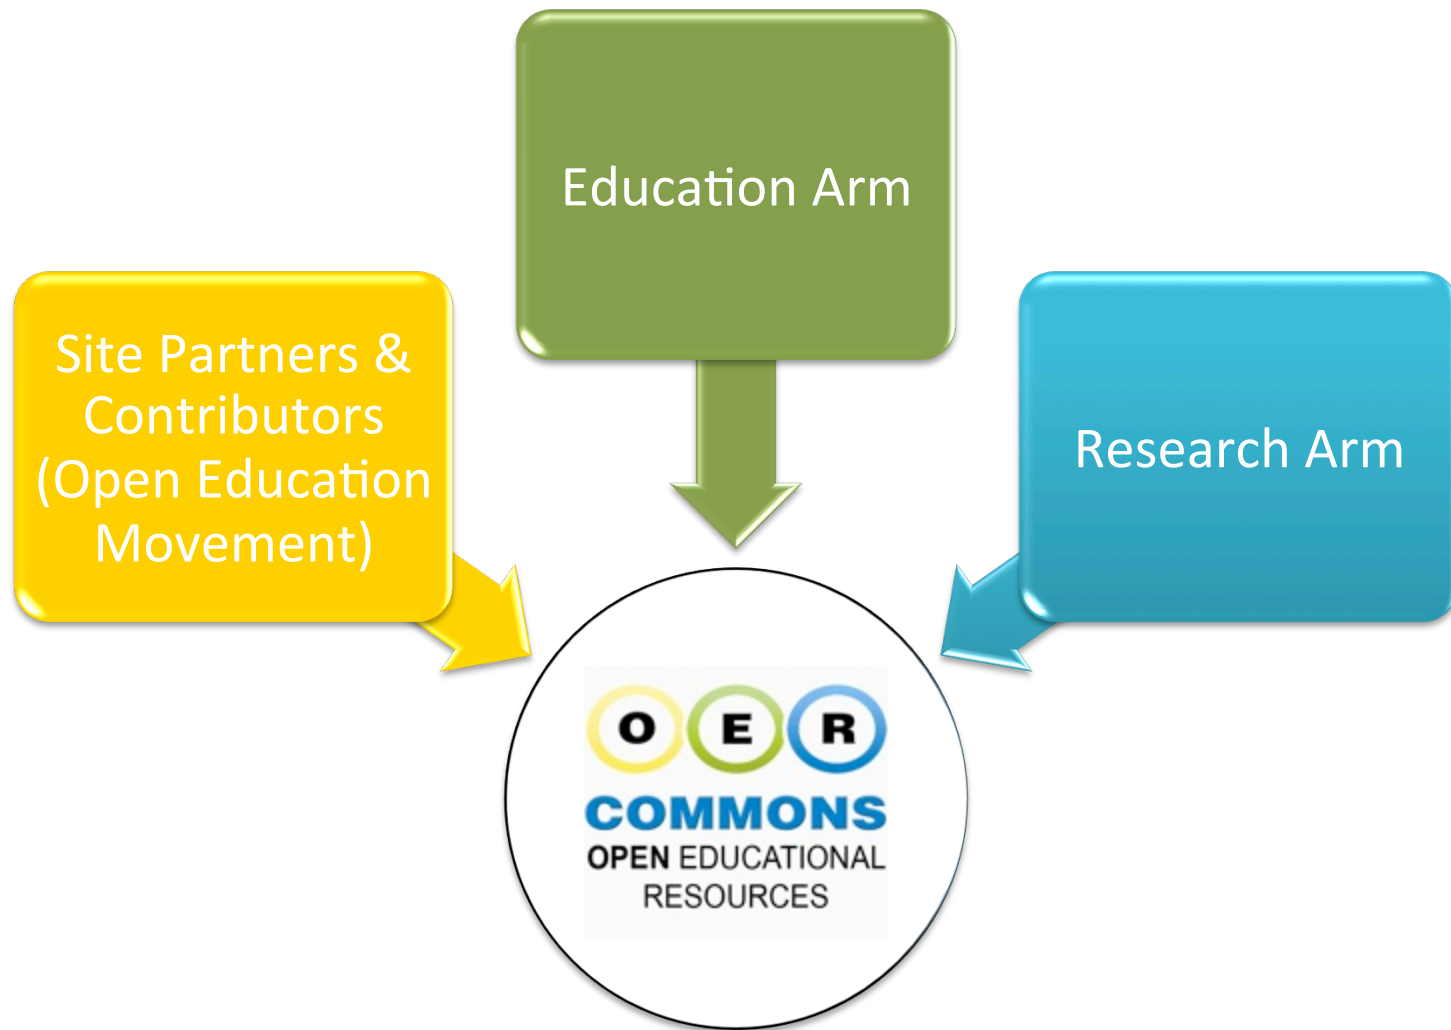 Education Arm
Site Partners &
Contributors
(Open Education
Movement)
Research Arm
O E R
COMMONS
OPEN EDUCATIONAL
RESOURCES